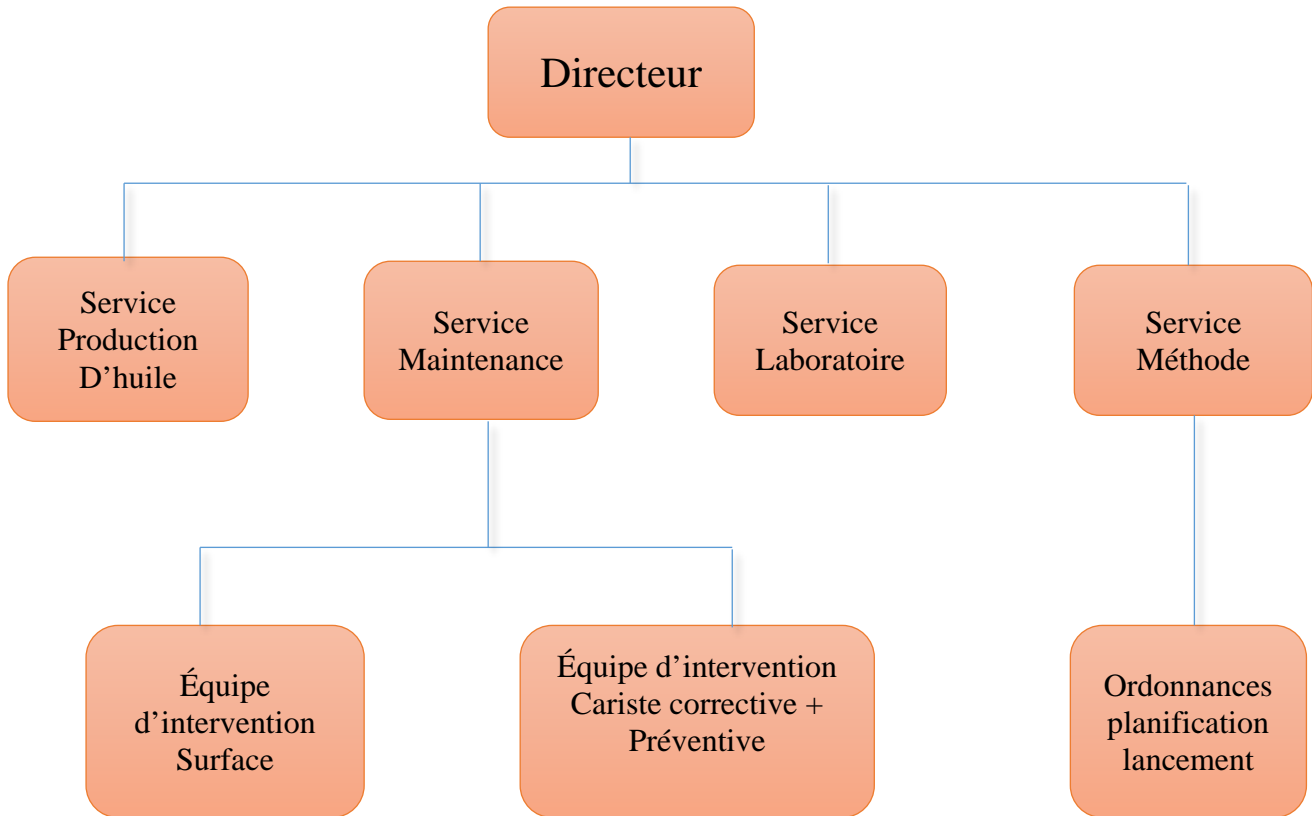 Directeur
Service
Production
D’huile
Service
Maintenance
Service
Laboratoire
Service
Méthode
Équipe
d’intervention
Surface
Équipe d’intervention
Cariste corrective +
Préventive
Ordonnances
planification
lancement